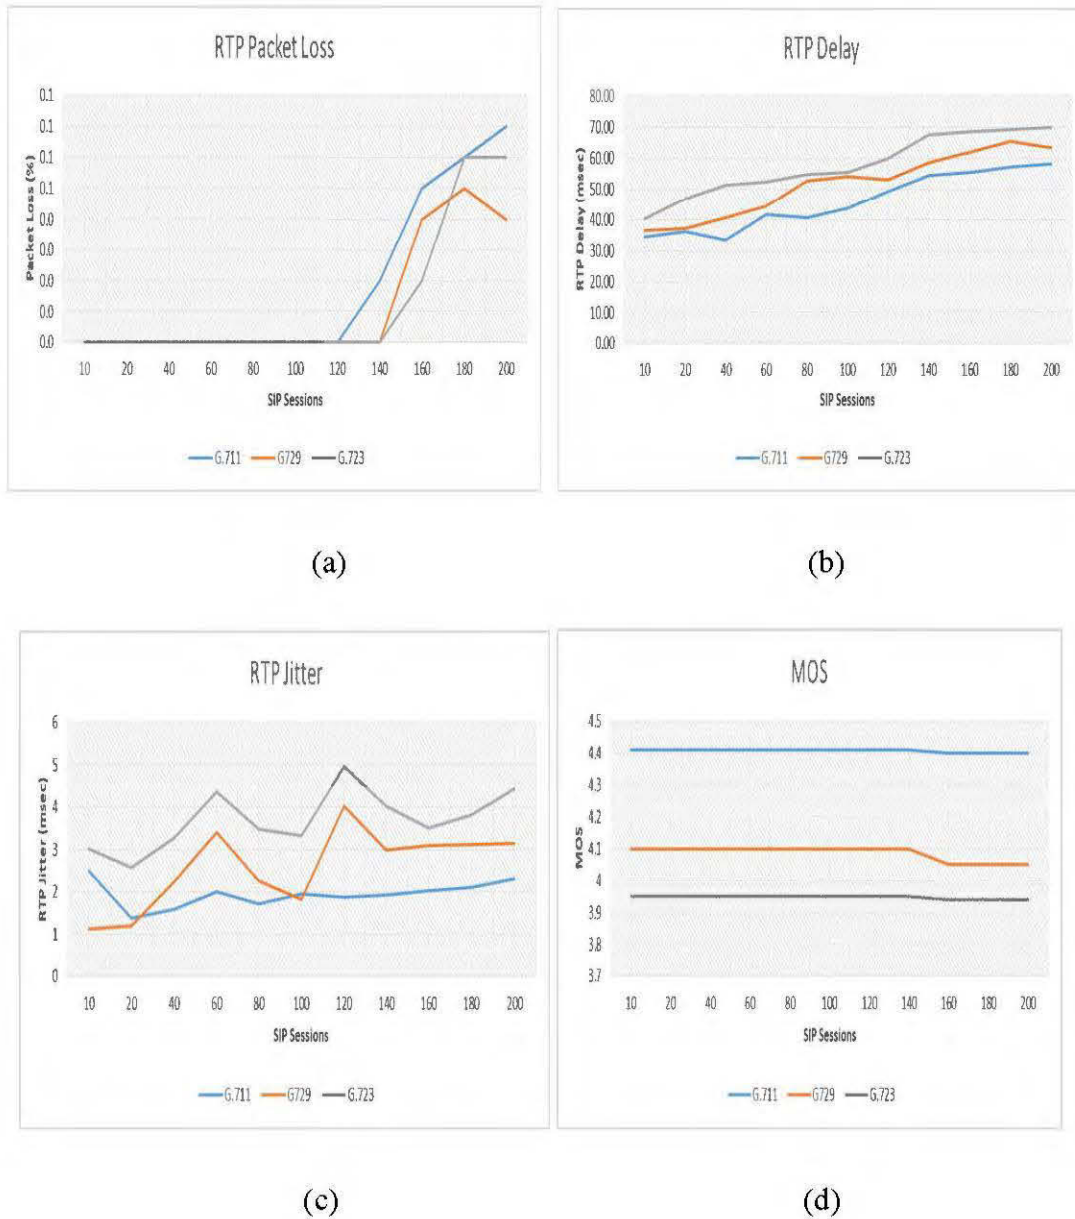 RTP Packet Loss
Packet Loss (%)
0.1
0.1
0.1
0.1
0.0
0.0
0.0
0.0
0.0
10 20 40 60 80 100 120 140 160 180 200
SIP Sessions
G.711 G729 G.723
(a)
RTP Delay
RTP Delay (msec)
80.00
70.00
60.00
50.00
40.00
30.00
20.00
10.00
0.00
10 20 40 60 80 100 120 140 160 180 200
SIP Sessions
G.711 G729 G.723
(b)
RTP Jitter
RTP Jitter (msec)
6
5
4
3
2
1
0
10 20 40 60 80 100 120 140 160 180 200
SIP Sessions
G.711 G729 G.723
(c)
MOS
MOS
4.5
4.4
4.3
4.2
4.1
4
3.9
3.8
3.7
10 20 40 60 80 100 120 140 160 180 200
SIP Sessions
G.711 G729 G.723
(d)